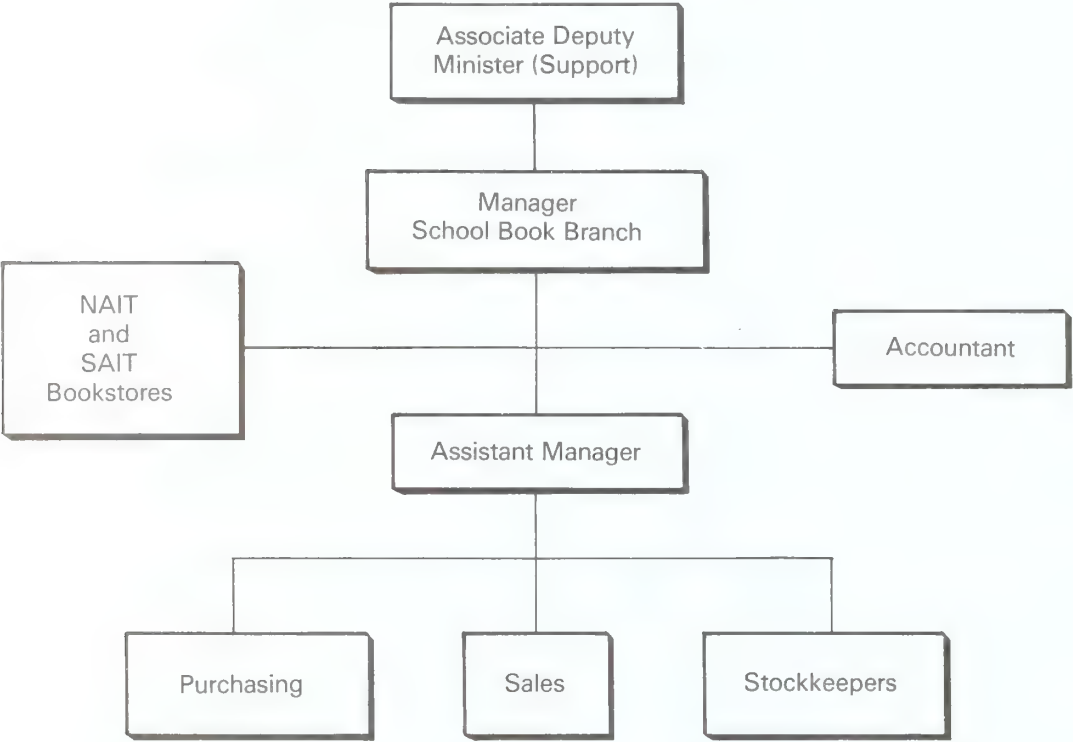 Associate Deputy
Minister (Support)
Manager
School Book Branch
NAIT
and
SAIT
Bookstores
Accountant
Assistant Manager
Purchasing
Sales
Stockkeepers